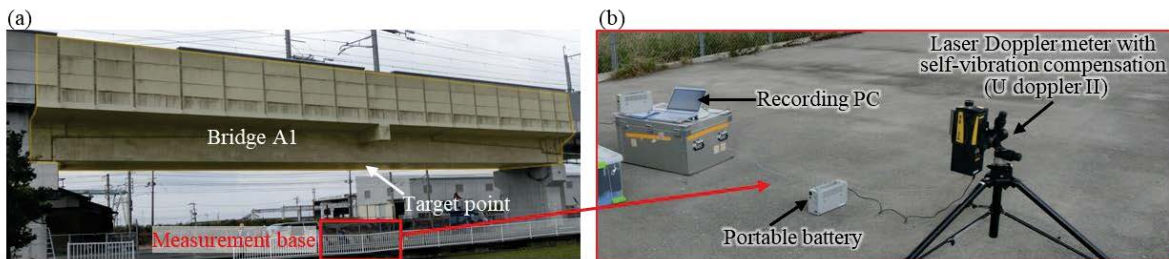 (a)
Bridge A1
Target point
Measurement base
(b)
Laser Doppler meter with
self-vibration compensation
(U doppler II)
Recording PC
Portable battery